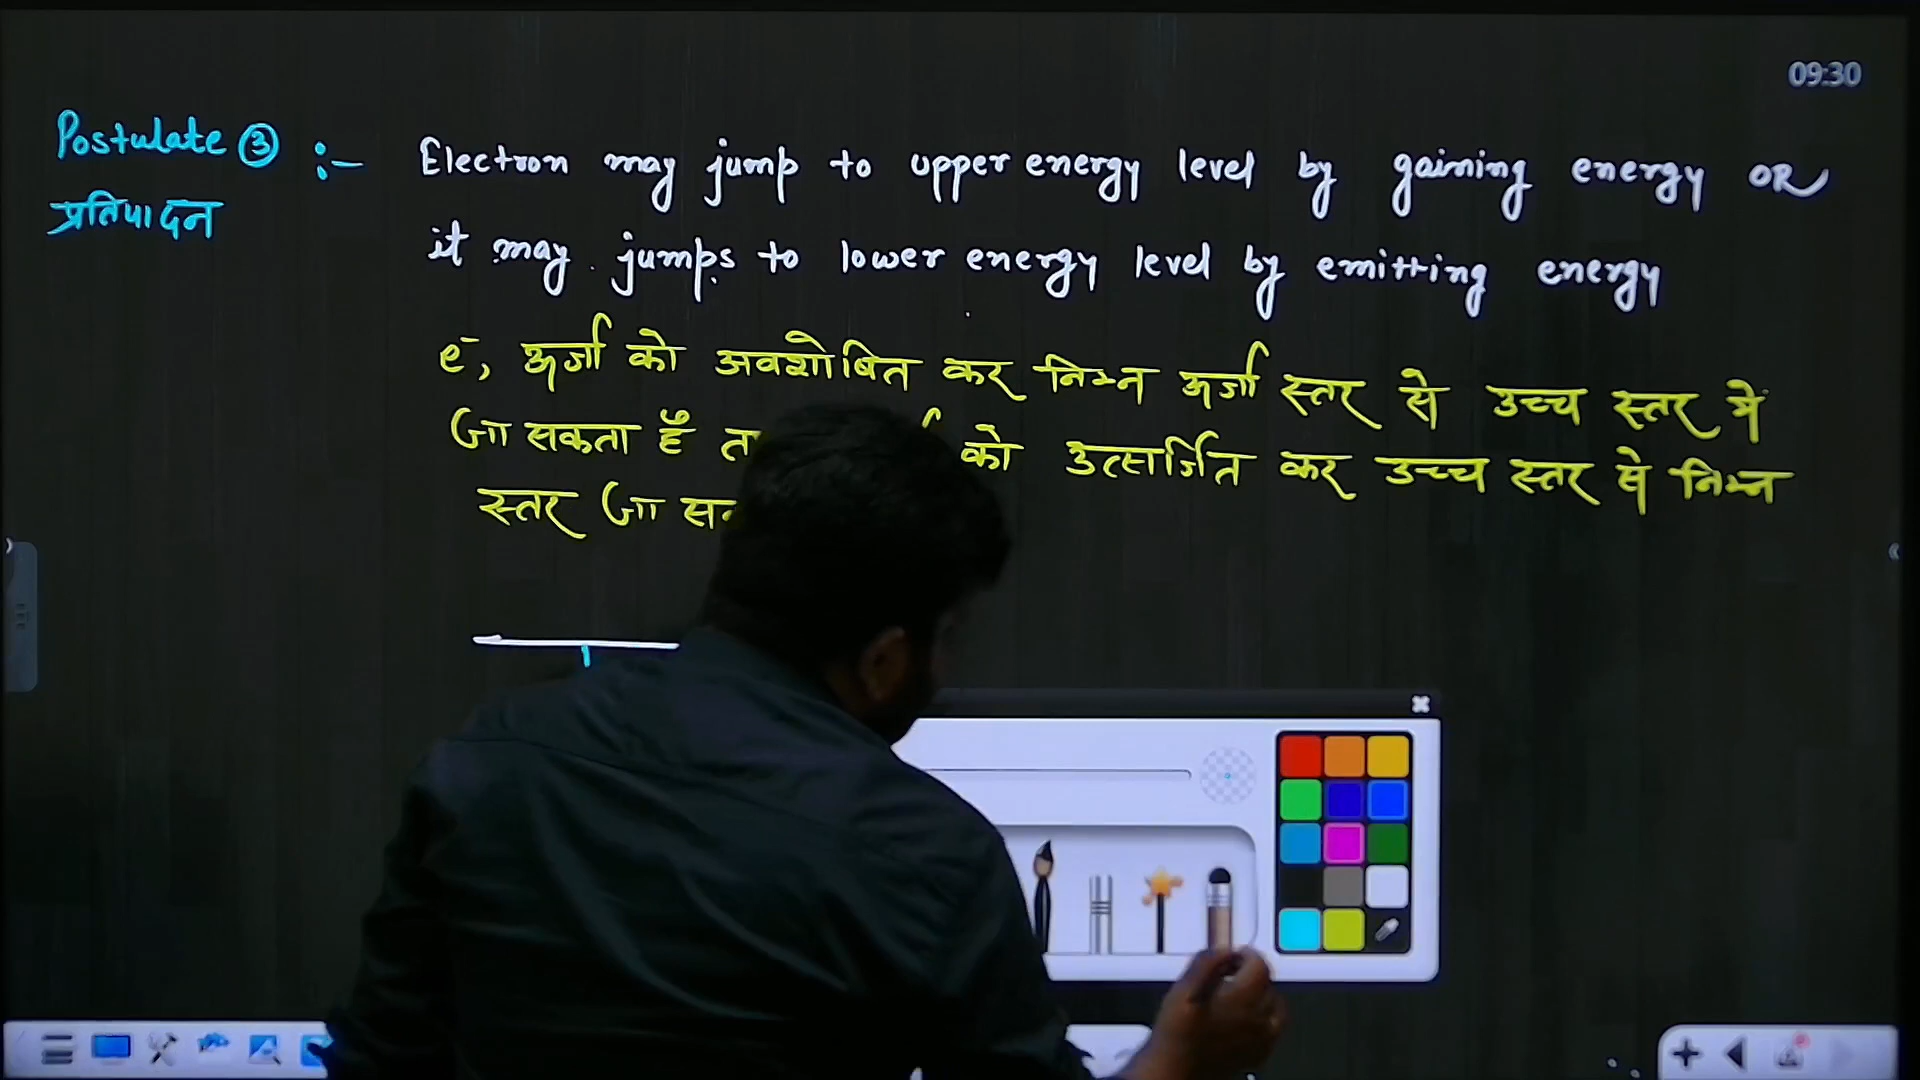 09:30
Postulate ③ :-
प्रतिपादन
Electron may jump to upper energy level by gaining energy OR
it may jumps to lower energy level by emitting energy
e⁻, ऊर्जा को अवशोषित कर निम्न ऊर्जा स्तर से उच्च स्तर मे
जा सकता हैं को उत्सर्जित कर उच्च स्तर से निम्न
स्तर जा